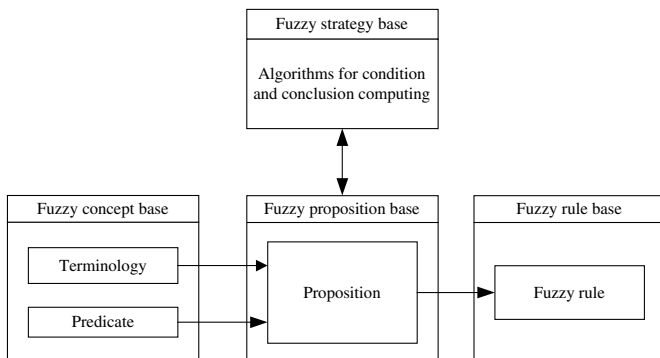 Fuzzy strategy base
Algorithms for condition
and conclusion computing
Fuzzy concept base
Terminology
Predicate
Fuzzy proposition base
Proposition
Fuzzy rule base
Fuzzy rule